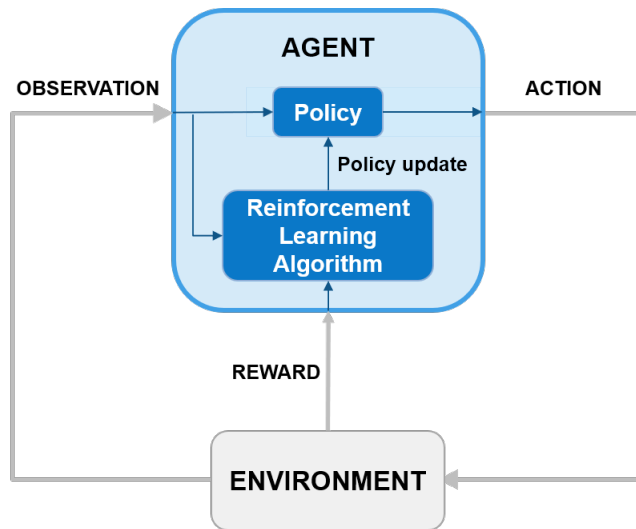 AGENT
OBSERVATION
ACTION
Policy
Policy update
Reinforcement
Learning
Algorithm
REWARD
ENVIRONMENT